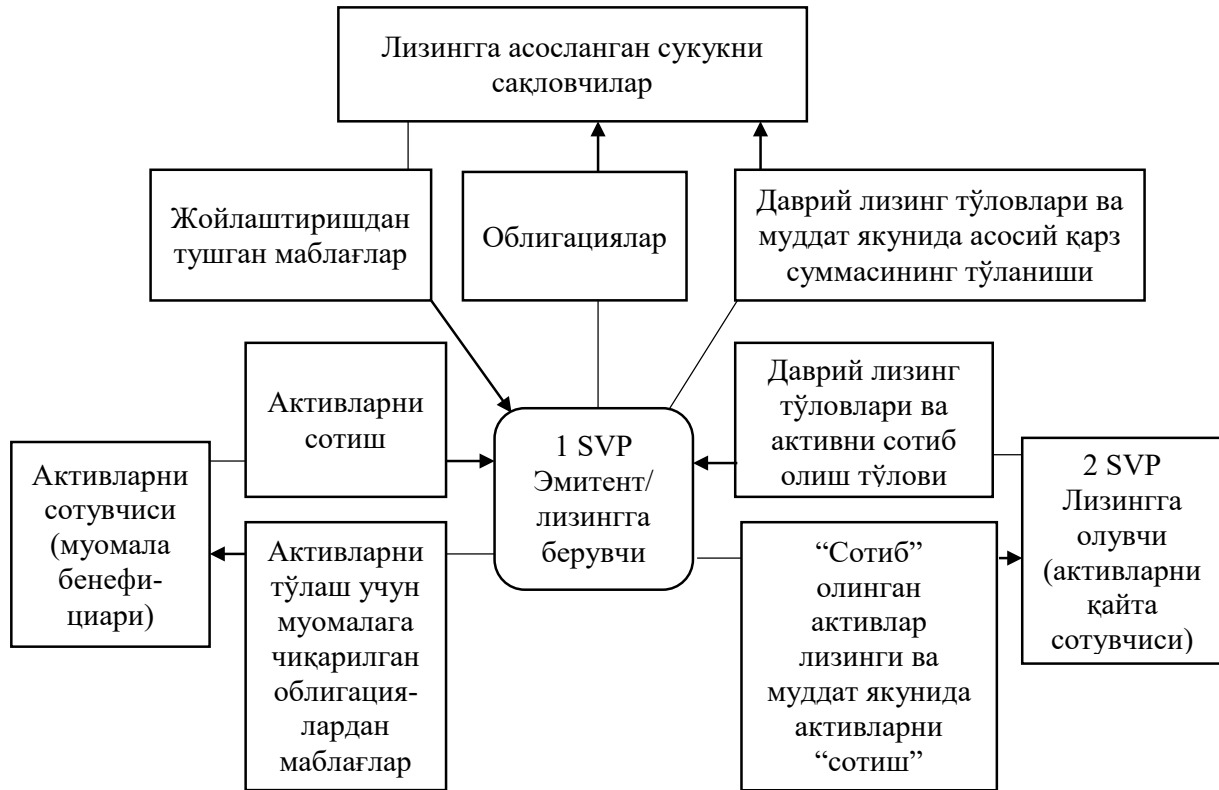 Лизингга асосланган сукукни
сақловчилар
Жойлаштиришдан
тушган маблағлар
Облигациялар
Даврий лизинг тўловлари ва
муддат якунида асосий қарз
суммасининг тўланиши
Активларни
сотиш
Даврий лизинг
тўловлари ва
активни сотиб
олиш тўлови
Активларни
сотувчиси
(муомала
бенефи-
циари)
1 SVP
Эмитент/
лизингга
берувчи
2 SVP
Лизингга
олувчи
(активларни
қайта
сотувчиси)
Активларни
тўлаш учун
муомалага
чиқарилган
облигация-
лардан
маблағлар
“Сотиб”
олинган
активлар
лизинги ва
муддат якунида
активларни
“сотиш”